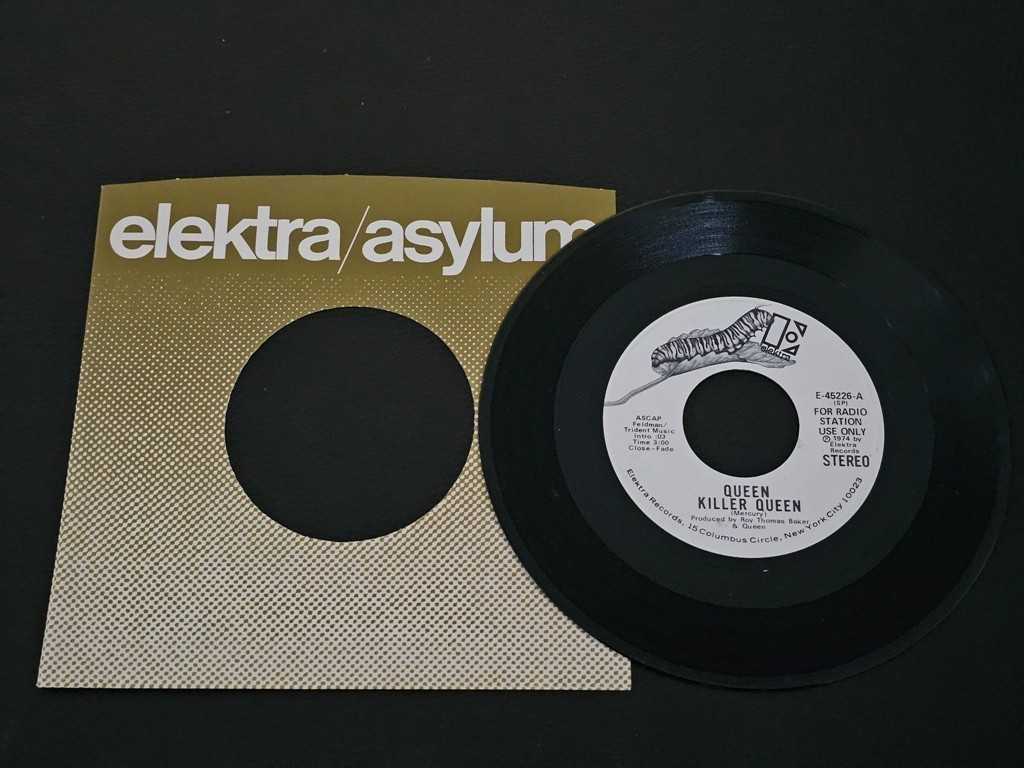 elektra/asylum
elektra
ASCAP
Feldman/
Trident Music
Intro :03
Time 3:00
Close-Fade
E-45226-A
(SP)
FOR RADIO
STATION
USE ONLY
℗ 1974 by
Elektra
Records
STEREO
QUEEN
KILLER QUEEN
(Mercury)
Produced by Roy Thomas Baker
& Queen
Elektra Records, 15 Columbus Circle, New York City 10023